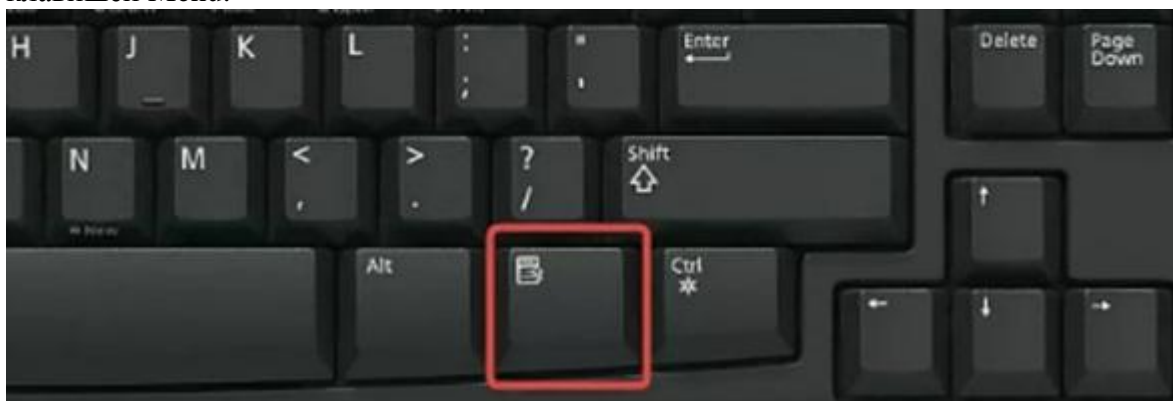 H J K L : ; " ' Enter Delete Page Down
N M < , > . ? / Shift
Alt Ctrl